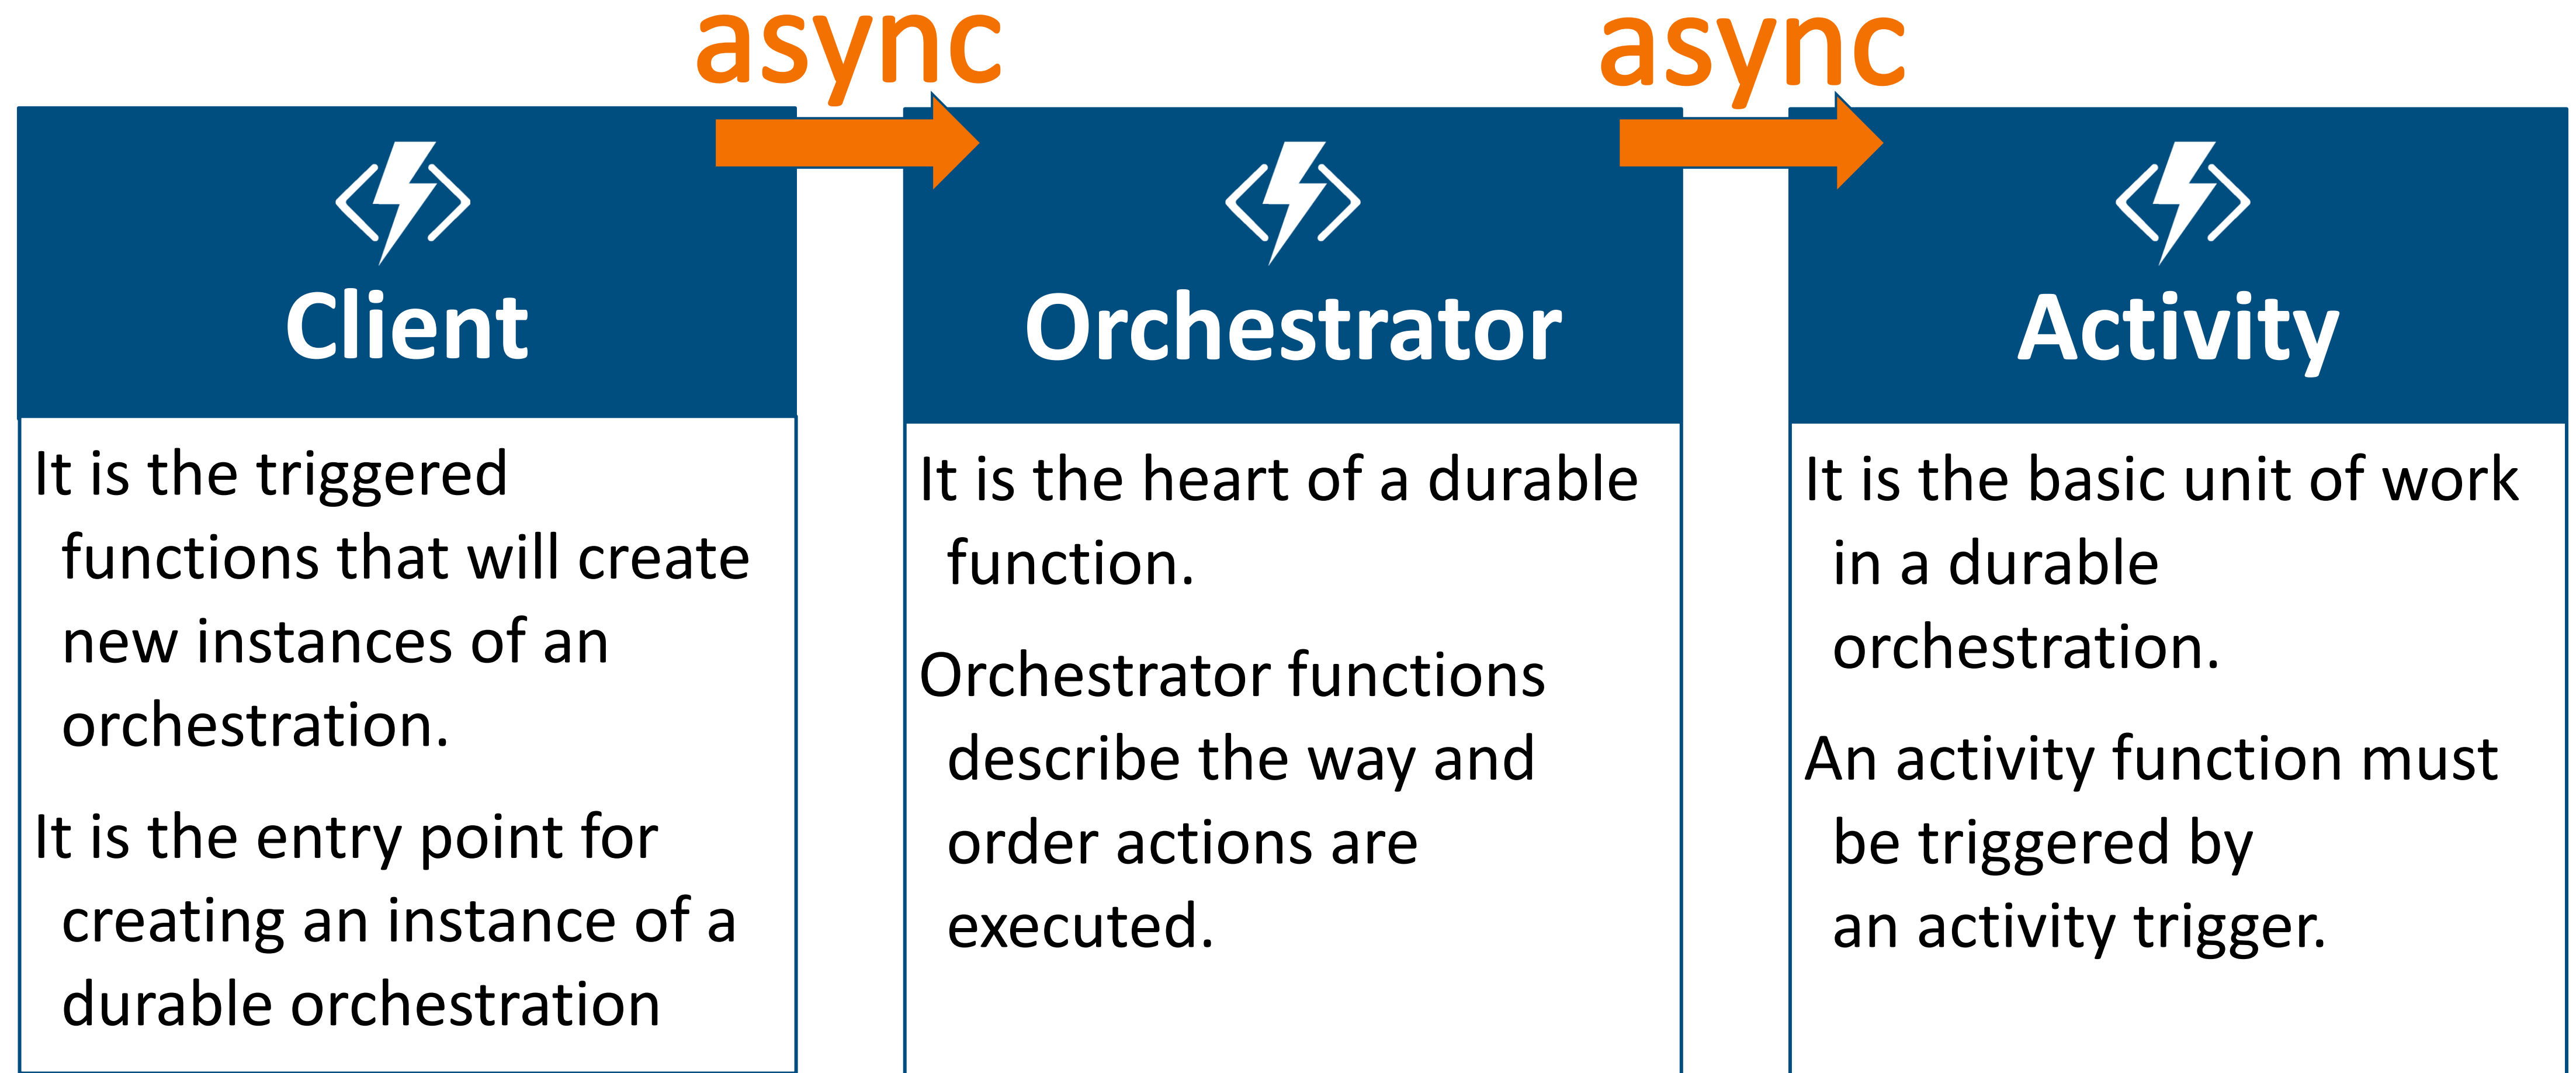 async
async
Client
It is the triggered
functions that will create
new instances of an
orchestration.
It is the entry point for
creating an instance of a
durable orchestration
Orchestrator
It is the heart of a durable
function.
Orchestrator functions
describe the way and
order actions are
executed.
Activity
It is the basic unit of work
in a durable
orchestration.
An activity function must
be triggered by
an activity trigger.